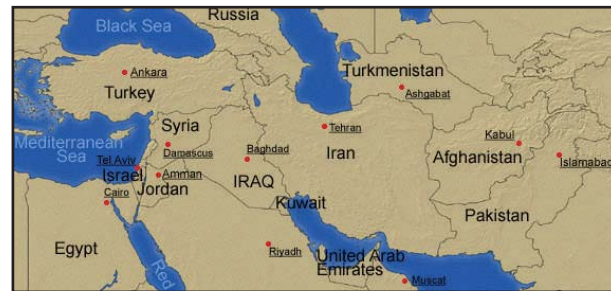 Russia
Black Sea
Ankara
Turkey
Turkmenistan
Ashgabat
Mediterranean
Sea
Syria
Damascus
Tehran
Iran
Baghdad
Kabul
Afghanistan
Islamabad
Tel Aviv
Israel
Amman
Jordan
IRAQ
Cairo
Kuwait
Pakistan
Egypt
Riyadh
United Arab
Emirates
Muscat
Red